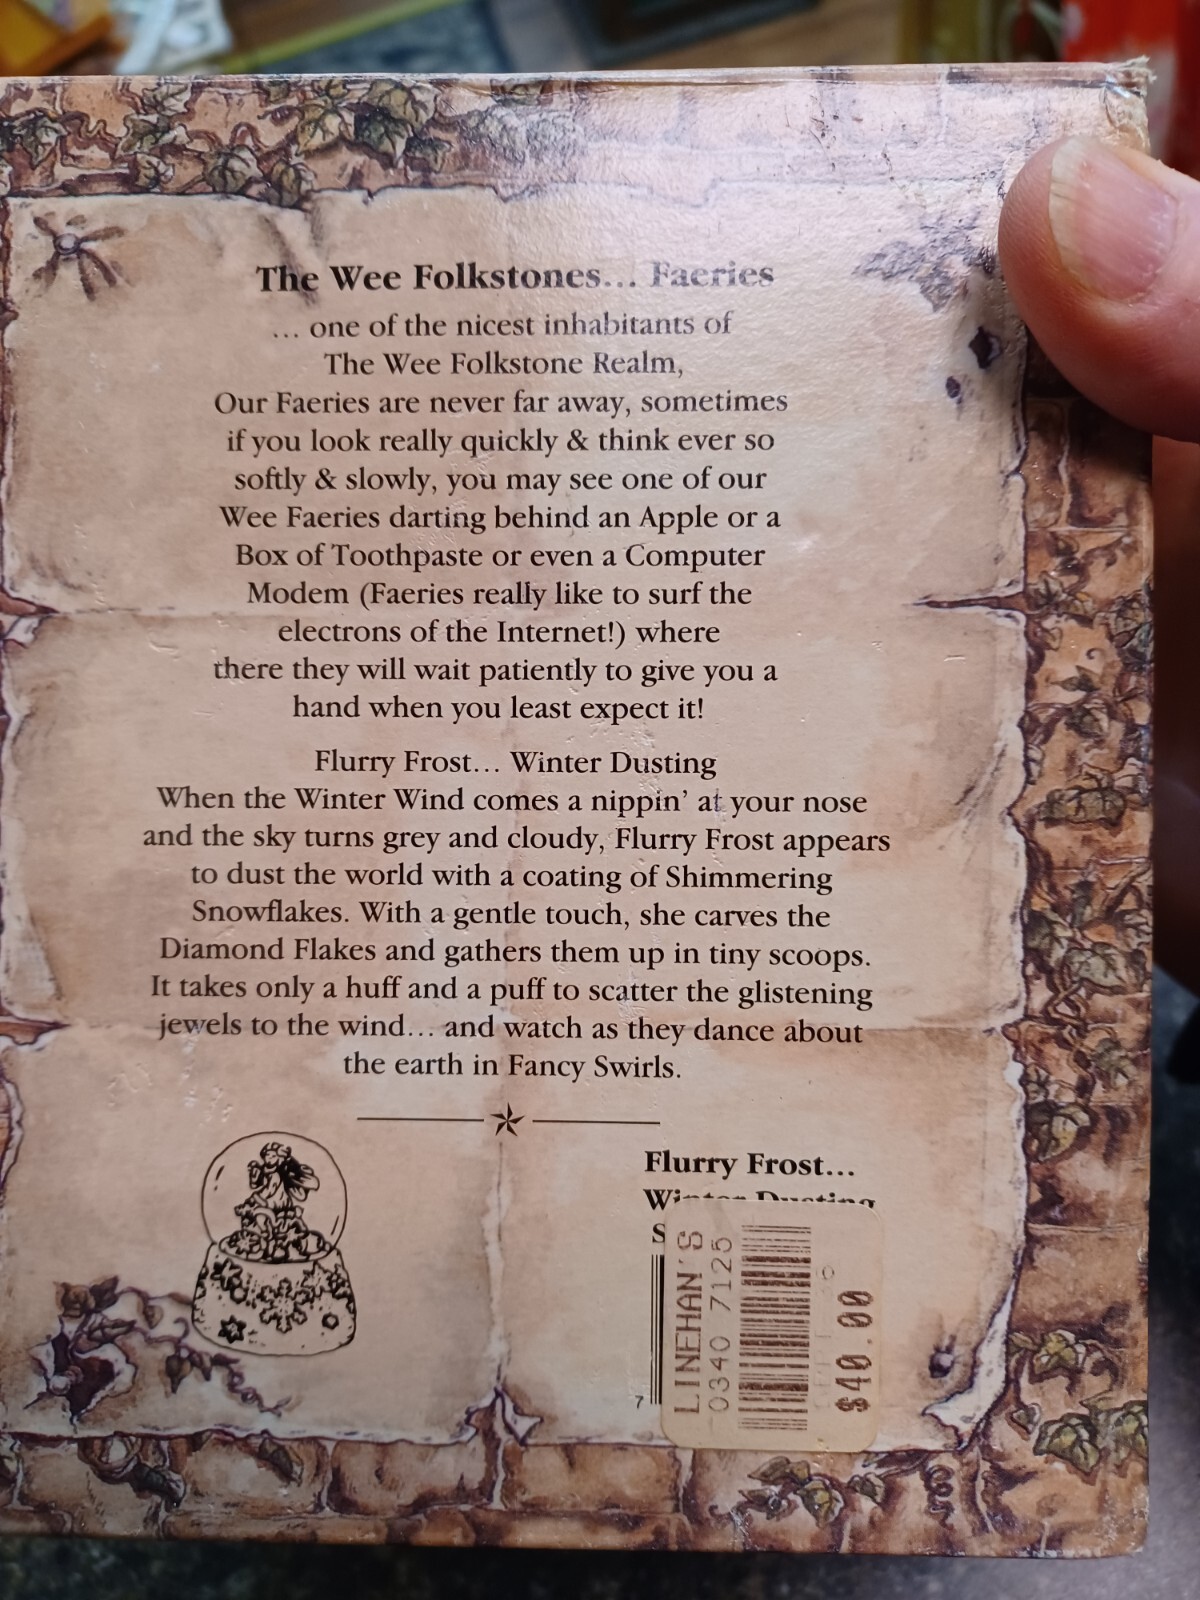 The Wee Folkstones... Faeries
... one of the nicest inhabitants of
The Wee Folkstone Realm,
Our Faeries are never far away, sometimes
if you look really quickly & think ever so
softly & slowly, you may see one of our
Wee Faeries darting behind an Apple or a
Box of Toothpaste or even a Computer
Modem (Faeries really like to surf the
electrons of the Internet!) where
there they will wait patiently to give you a
hand when you least expect it!
Flurry Frost... Winter Dusting
When the Winter Wind comes a nippin' at your nose
and the sky turns grey and cloudy, Flurry Frost appears
to dust the world with a coating of Shimmering
Snowflakes. With a gentle touch, she carves the
Diamond Flakes and gathers them up in tiny scoops.
It takes only a huff and a puff to scatter the glistening
jewels to the wind... and watch as they dance about
the earth in Fancy Swirls.
Flurry Frost...
Winter Dusting
S
7
LINEHAN'S
0340 7125
$40.00